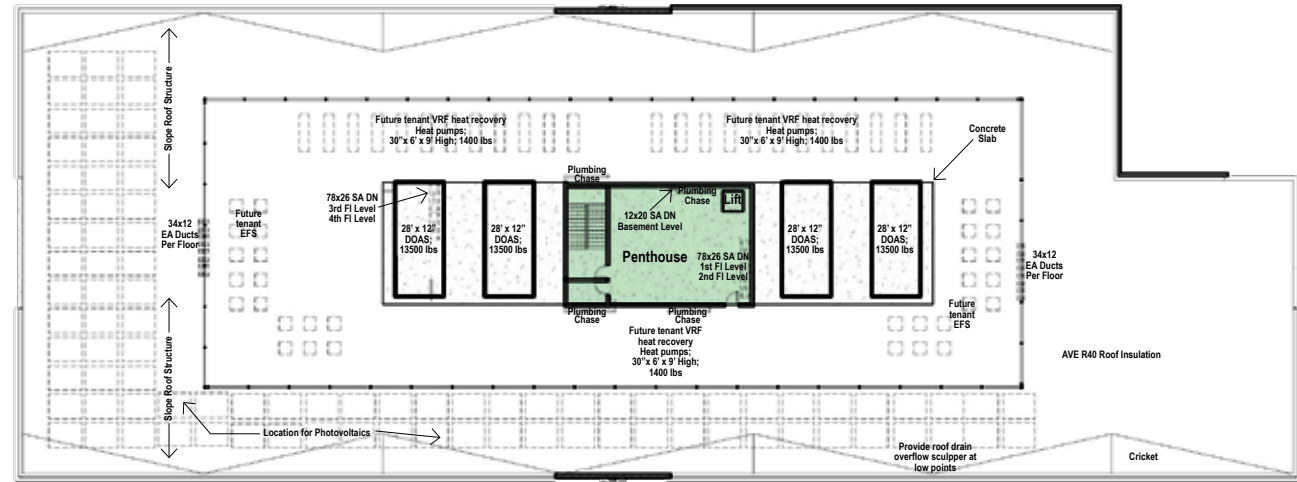 Slope Roof Structure
Future tenant VRF heat recovery
Heat pumps;
30"x 6' x 9' High; 1400 lbs
Future tenant VRF heat recovery
Heat pumps;
30"x 6' x 9' High; 1400 lbs
Concrete
Slab
Plumbing
Chase
78x26 SA DN
3rd Fl Level
4th Fl Level
Plumbing
Chase
Lift
12x20 SA DN
Basement Level
34x12
EA Ducts
Per Floor
Future
tenant
EFS
28' x 12"
DOAS;
13500 lbs
28' x 12"
DOAS;
13500 lbs
Penthouse
78x26 SA DN
1st Fl Level
2nd Fl Level
28' x 12"
DOAS;
13500 lbs
28' x 12"
DOAS;
13500 lbs
34x12
EA Ducts
Per Floor
Plumbing
Chase
Plumbing
Chase
Future
tenant
EFS
Future tenant VRF
heat recovery
Heat pumps;
30"x 6' x 9' High;
1400 lbs
AVE R40 Roof Insulation
Slope Roof Structure
Location for Photovoltaics
Provide roof drain
overflow sculpper at
low points
Cricket